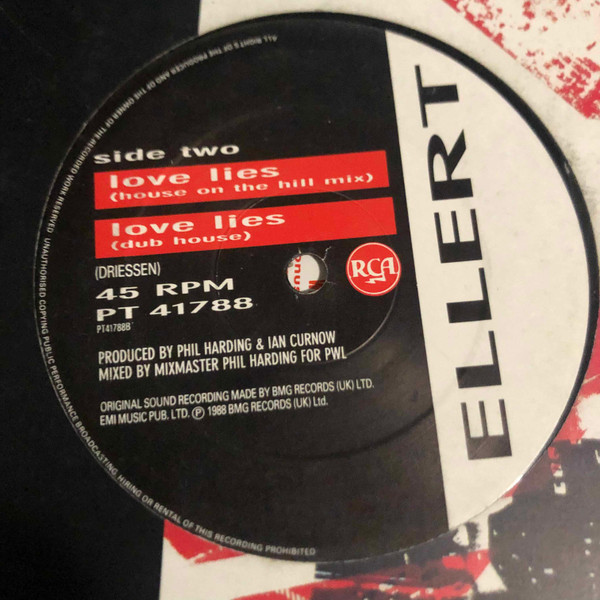 ALL RIGHTS OF THE PRODUCER AND OF THE OWNER OF THE RECORDED WORK RESERVED UNAUTHORISED COPYING PUBLIC PERFORMANCE BROADCASTING, HIRING OR RENTAL OF THIS RECORDING PROHIBITED
side two
love lies
(house on the hill mix)
love lies
(dub house)
(DRIESSEN)
45 RPM
PT 41788
PT41788B
RCA
PRODUCED BY PHIL HARDING & IAN CURNOW
MIXED BY MIXMASTER PHIL HARDING FOR PWL
ORIGINAL SOUND RECORDING MADE BY BMG RECORDS (UK) LTD.
EMI MUSIC PUB. LTD. ℗ 1988 BMG RECORDS (UK) Ltd.
ELLERT